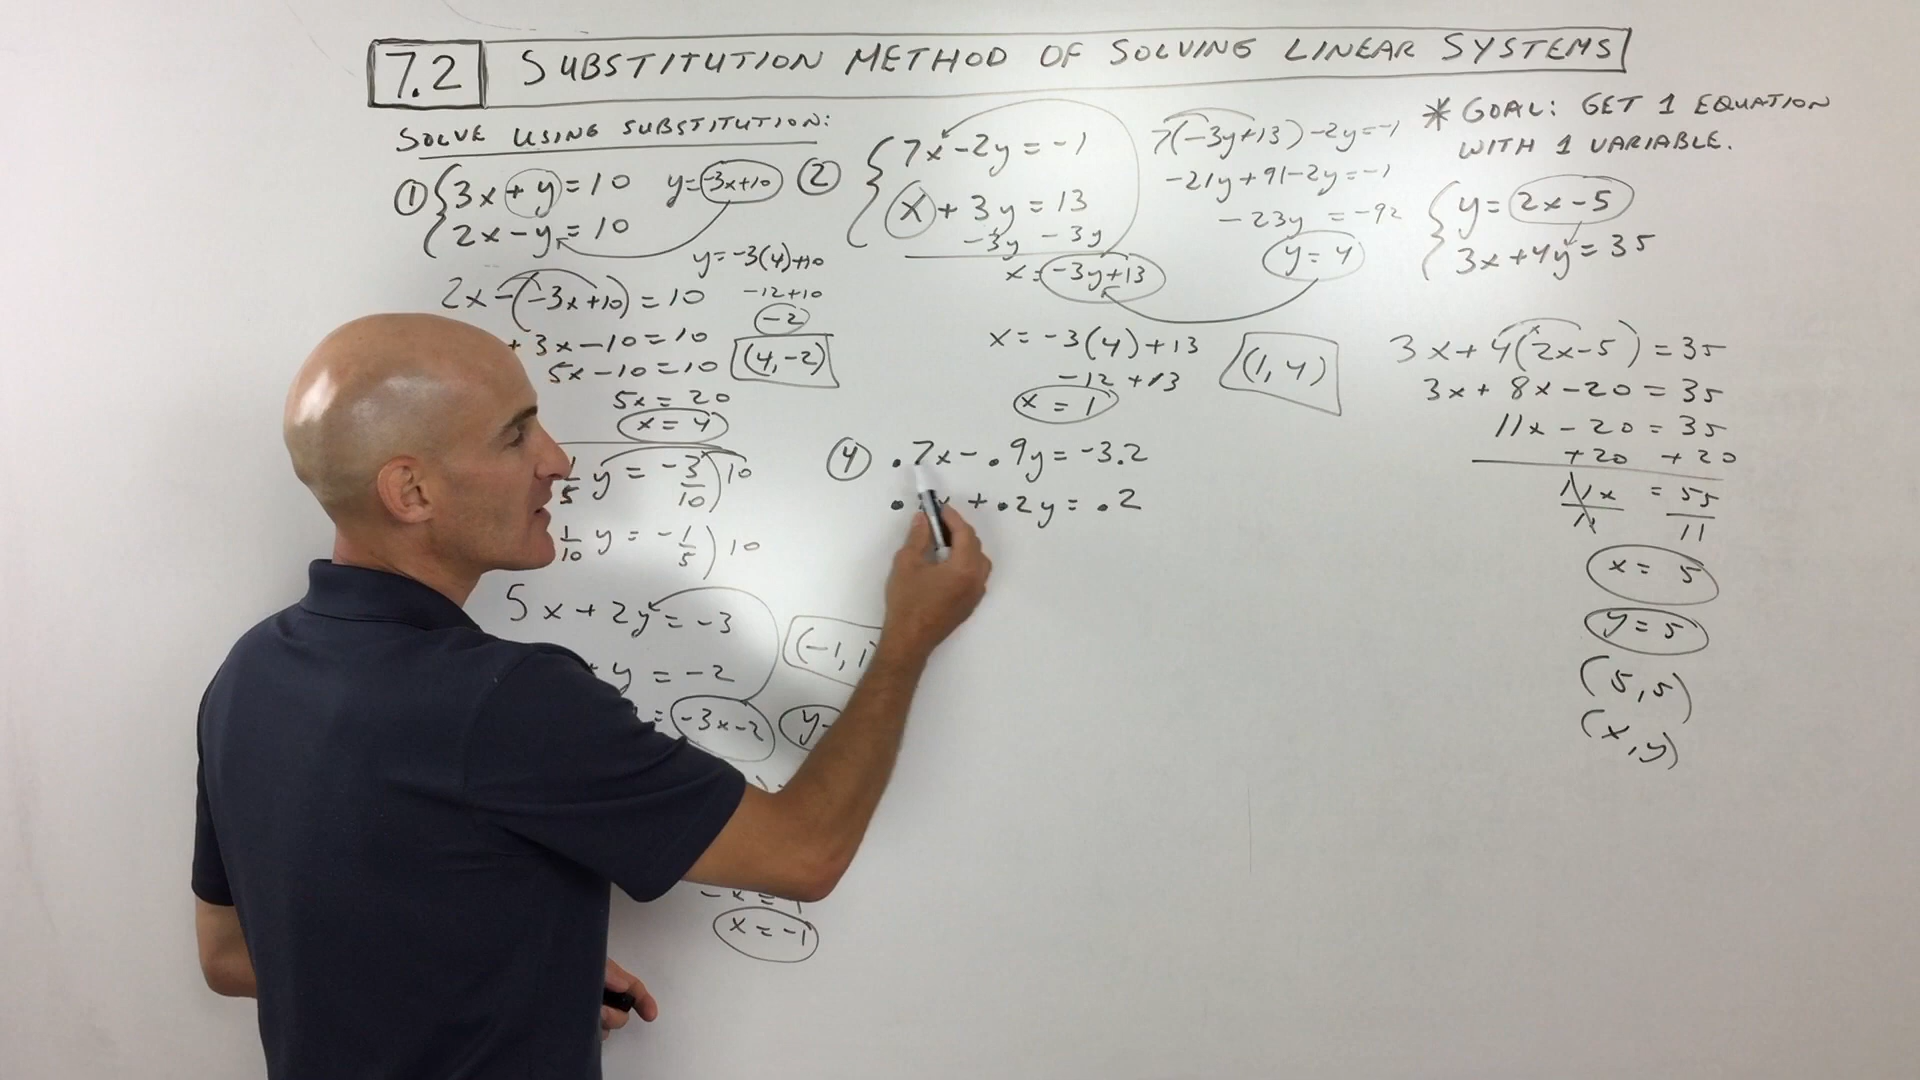 7.2 SUBSTITUTION METHOD OF SOLVING LINEAR SYSTEMS
SOLVE USING SUBSTITUTION:
① 3x + y = 10 y = -3x+10
2x - y = 10
y = -3(4)+10
2x - (-3x+10) = 10
-12+10
-2
+ 3x - 10 = 10
(4,-2)
5x - 10 = 10
5x = 20
x = 4
1/5 y = -3/10) 10
1/10 y = -1/5) 10
5x + 2y = -3
(-1,1
y = -2
= -3x-2
y=
-x = 1
x = -1
② 7x - 2y = -1
x + 3y = 13
-3y -3y
x = -3y+13
7(-3y+13) - 2y = -1
-21y + 91 - 2y = -1
-23y = -92
y = 4
x = -3(4) + 13
-12 + 13
x = 1
(1, 4)
④ .7x - .9y = -3.2
+ .2y = .2
* GOAL: GET 1 EQUATION
WITH 1 VARIABLE.
y = 2x-5
3x+4y = 35
3x + 4(2x-5) = 35
3x + 8x - 20 = 35
11x - 20 = 35
+20 +20
11x/11 = 55/11
x = 5
y = 5
(5,5)
(x,y)